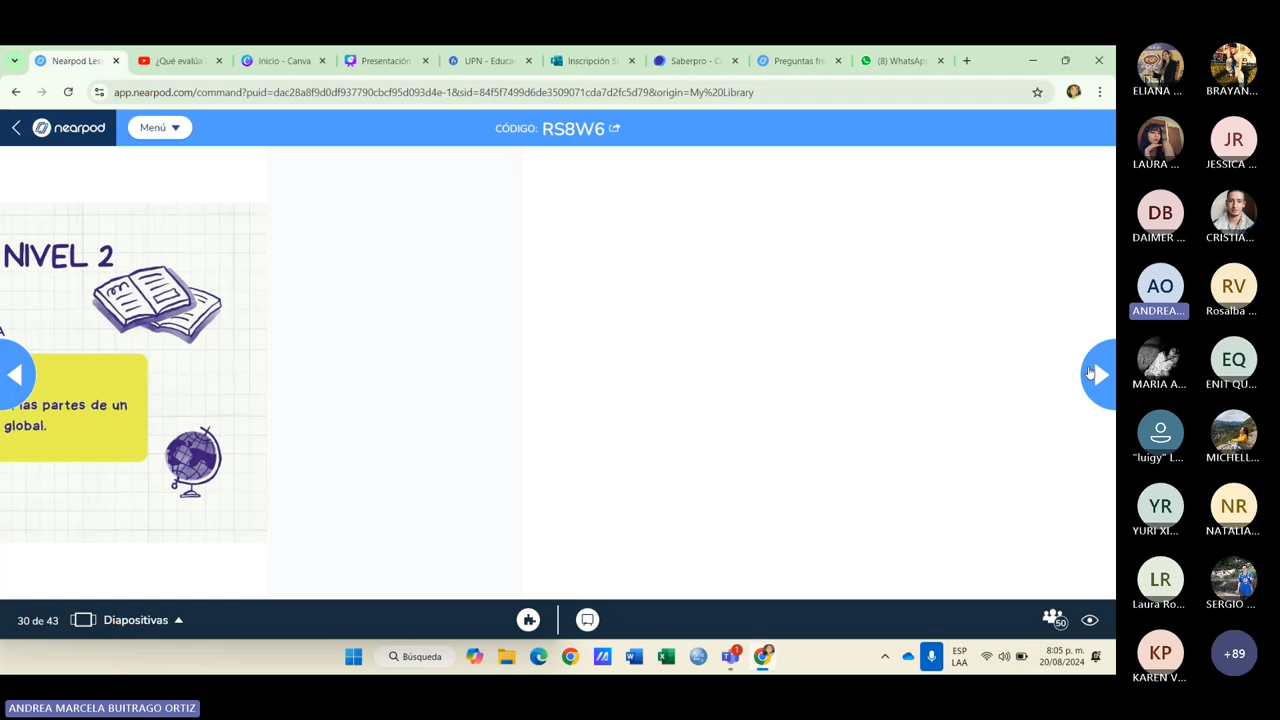 Nearpod Les
¿Qué evalúa
Inicio - Canva
Presentación
UPN - Educa
Inscripción S
Saberpro - C
Preguntas fre
(8) WhatsApp
app.nearpod.com/command?puid=dac28a8f9d0df937790cbcf95d093d4e-1&sid=84f5f7499d6de3509071cda7d2fc5d79&origin=My%20Library
nearpod
Menú
CÓDIGO: RS8W6
NIVEL 2
A
las partes de un
global.
30 de 43
Diapositivas
50
Búsqueda
1
ESP
LAA
8:05 p. m.
20/08/2024
ELIANA ...
BRAYAN...
LAURA ...
JR
JESSICA ...
DB
DAIMER ...
CRISTIA...
AO
ANDREA...
RV
Rosalba ...
MARIA A...
EQ
ENIT QU...
"luigy" L...
MICHELL...
YR
YURI XI...
NR
NATALIA...
LR
Laura Ro...
SERGIO ...
KP
KAREN V...
+89
ANDREA MARCELA BUITRAGO ORTIZ